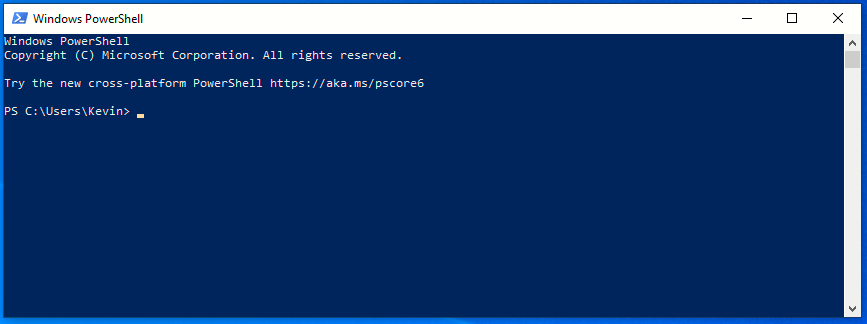 Windows PowerShell
Windows PowerShell
Copyright (C) Microsoft Corporation. All rights reserved.
Try the new cross-platform PowerShell https://aka.ms/pscore6
PS C:\Users\Kevin>